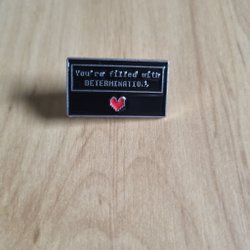 You're filled with
DETERMINATION.